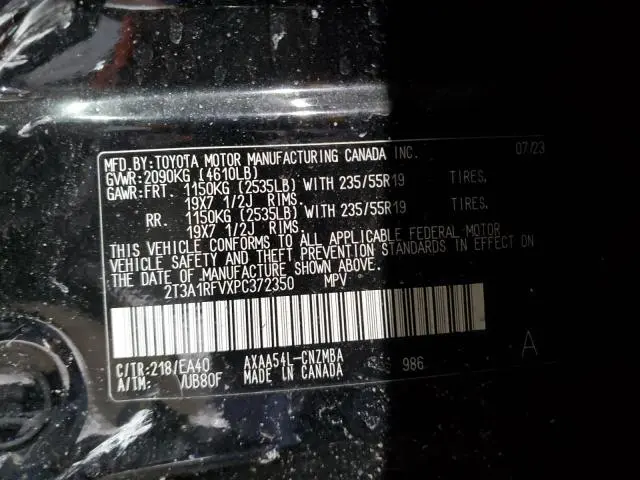 MFD.BY:TOYOTA MOTOR MANUFACTURING CANADA INC. 07/23
GVWR:2090KG (4610LB)
GAWR:FRT. 1150KG (2535LB) WITH 235/55R19 TIRES,
19X7 1/2J RIMS.
RR. 1150KG (2535LB) WITH 235/55R19 TIRES,
19X7 1/2J RIMS.
THIS VEHICLE CONFORMS TO ALL APPLICABLE FEDERAL MOTOR
VEHICLE SAFETY AND THEFT PREVENTION STANDARDS IN EFFECT ON
THE DATE OF MANUFACTURE SHOWN ABOVE.
2T3A1RFVXPC372350 MPV
C/TR:218/EA40 AXAA54L-CNZMBA 986 A
A/TM: /UB80F MADE IN CANADA